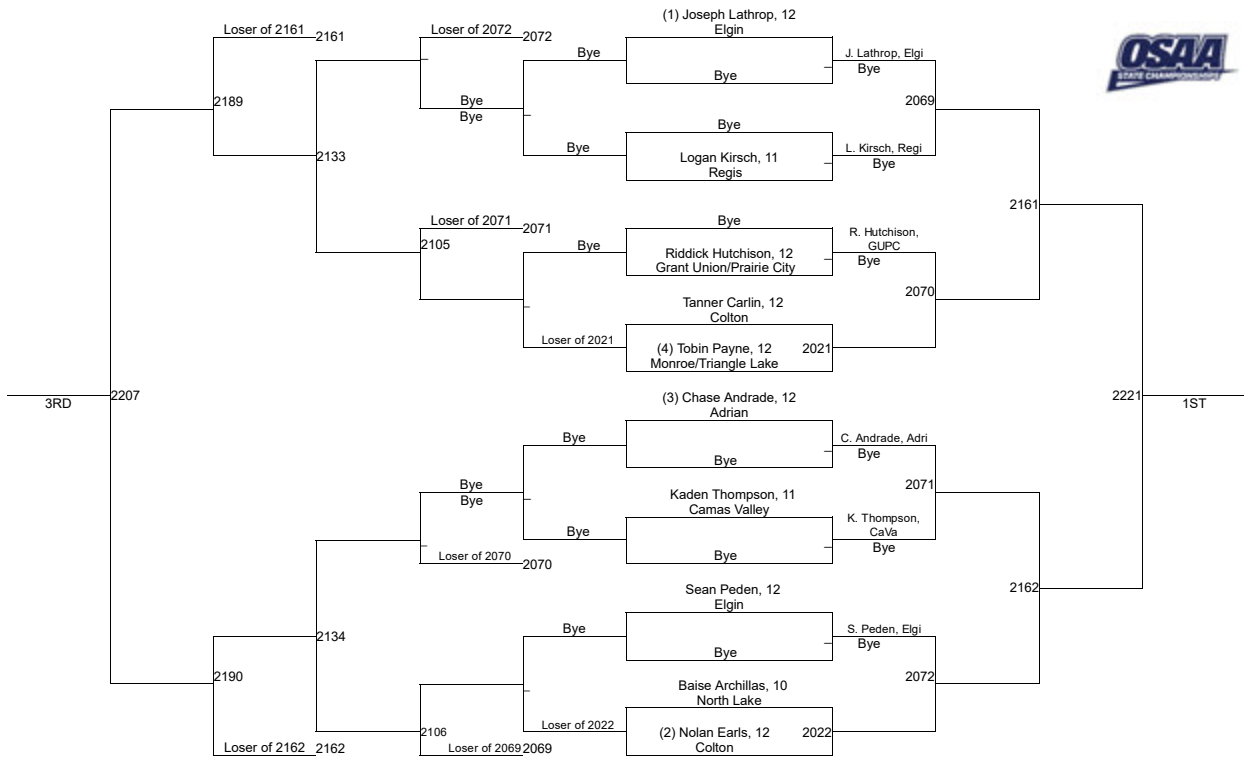 Loser of 2161
2161
Loser of 2072
2072
(1) Joseph Lathrop, 12
Elgin
Bye
Bye
J. Lathrop, Elgi
Bye
OSAA
STATE CHAMPIONSHIPS
2189
Bye
Bye
2069
Bye
2133
Bye
Logan Kirsch, 11
Regis
L. Kirsch, Regi
Bye
2161
Loser of 2071
2071
Bye
2105
Bye
Riddick Hutchison, 12
Grant Union/Prairie City
R. Hutchison,
GUPC
Bye
2070
Tanner Carlin, 12
Colton
Loser of 2021
(4) Tobin Payne, 12
Monroe/Triangle Lake
2021
2207
3RD
(3) Chase Andrade, 12
Adrian
2221
1ST
Bye
Bye
C. Andrade, Adri
Bye
2071
Bye
Bye
Kaden Thompson, 11
Camas Valley
Bye
Bye
K. Thompson,
CaVa
Bye
Loser of 2070
2070
2162
Sean Peden, 12
Elgin
2134
Bye
Bye
S. Peden, Elgi
Bye
2190
2072
Baise Archillas, 10
North Lake
2106
Loser of 2022
(2) Nolan Earls, 12
Colton
2022
Loser of 2162
2162
Loser of 2069
2069